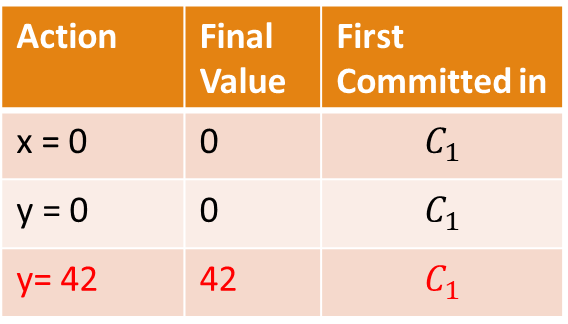 Action Final Value First Committed in
x = 0 0 C₁
y = 0 0 C₁
y= 42 42 C₁